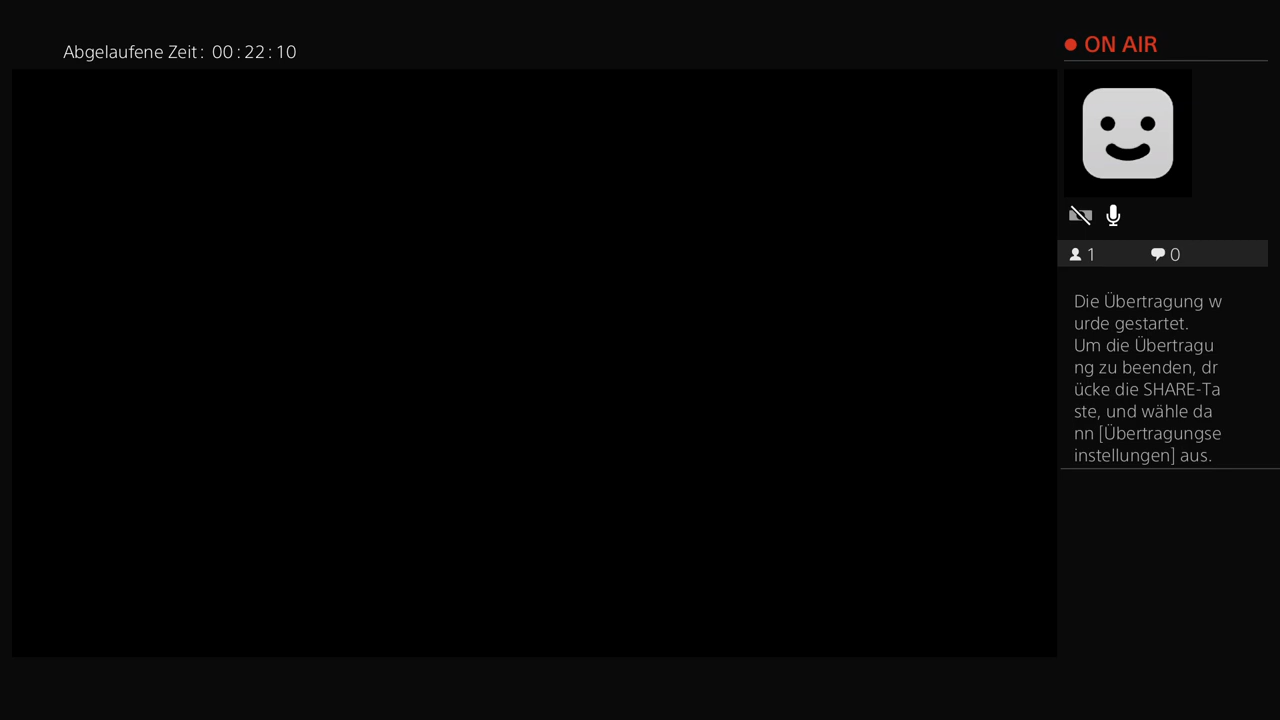 Abgelaufene Zeit: 00:22:10
ON AIR
1 0
Die Übertragung w
urde gestartet.
Um die Übertragu
ng zu beenden, dr
ücke die SHARE-Ta
ste, und wähle da
nn [Übertragungse
instellungen] aus.